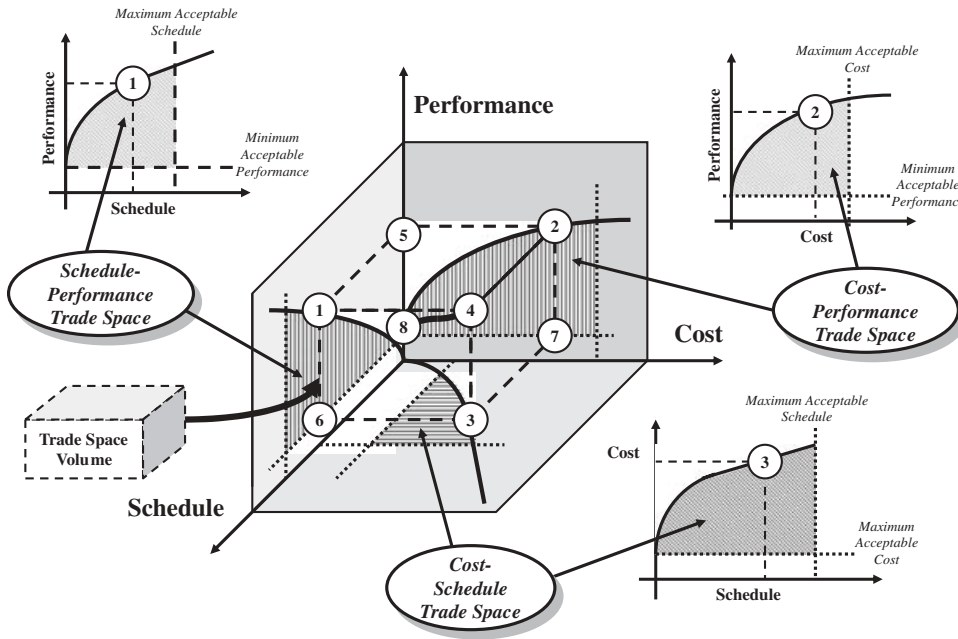 Maximum Acceptable
Schedule
Performance
1
Minimum
Acceptable
Performance
Schedule
Performance
Maximum Acceptable
Cost
Performance
2
Minimum
Acceptable
Performance
Cost
Schedule-
Performance
Trade Space
5
2
1
4
8
7
Cost
6
3
Cost-
Performance
Trade Space
Trade Space
Volume
Schedule
Maximum Acceptable
Schedule
Cost
3
Maximum
Acceptable
Cost
Schedule
Cost-
Schedule
Trade Space